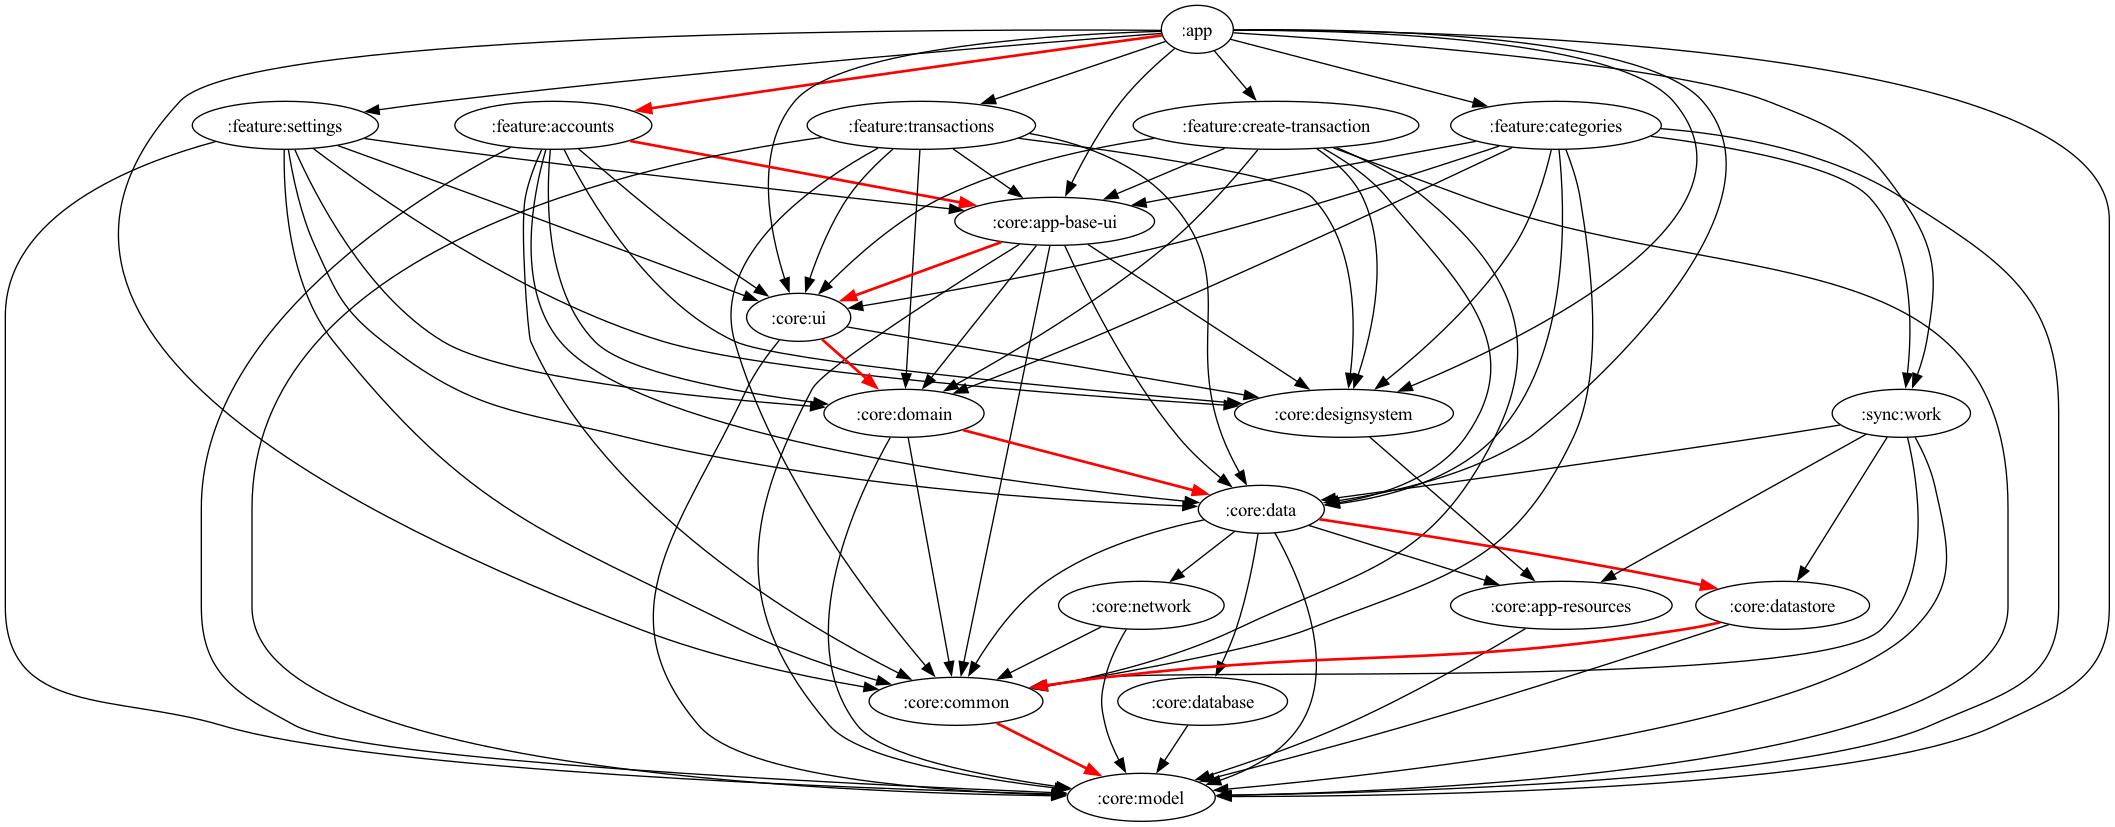 :app
:feature:settings
:feature:accounts
:feature:transactions
:feature:create-transaction
:feature:categories
:core:app-base-ui
:core:ui
:core:domain
:core:designsystem
:sync:work
:core:data
:core:network
:core:app-resources
:core:datastore
:core:common
:core:database
:core:model